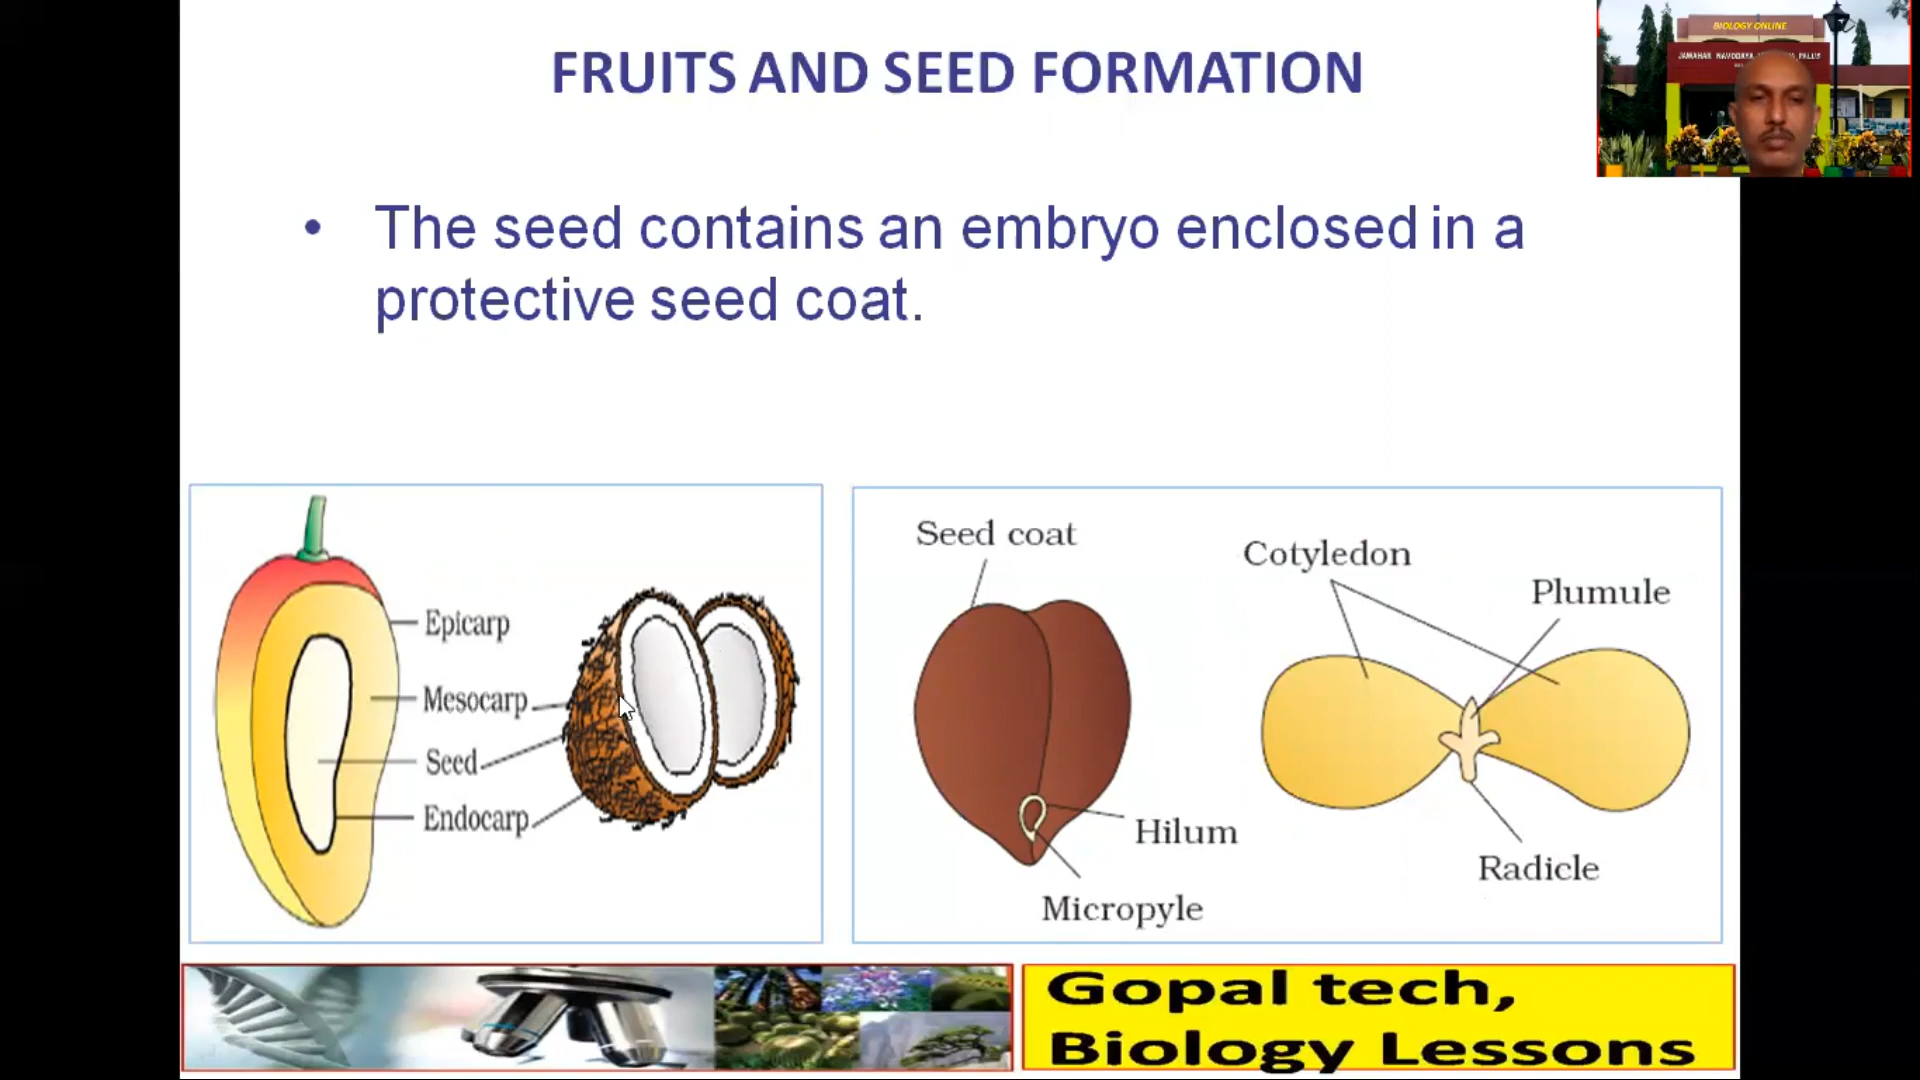 FRUITS AND SEED FORMATION
BIOLOGY ONLINE
• The seed contains an embryo enclosed in a
protective seed coat.
Epicarp
Mesocarp
Seed
Endocarp
Seed coat
Hilum
Micropyle
Cotyledon
Plumule
Radicle
Gopal tech,
Biology Lessons